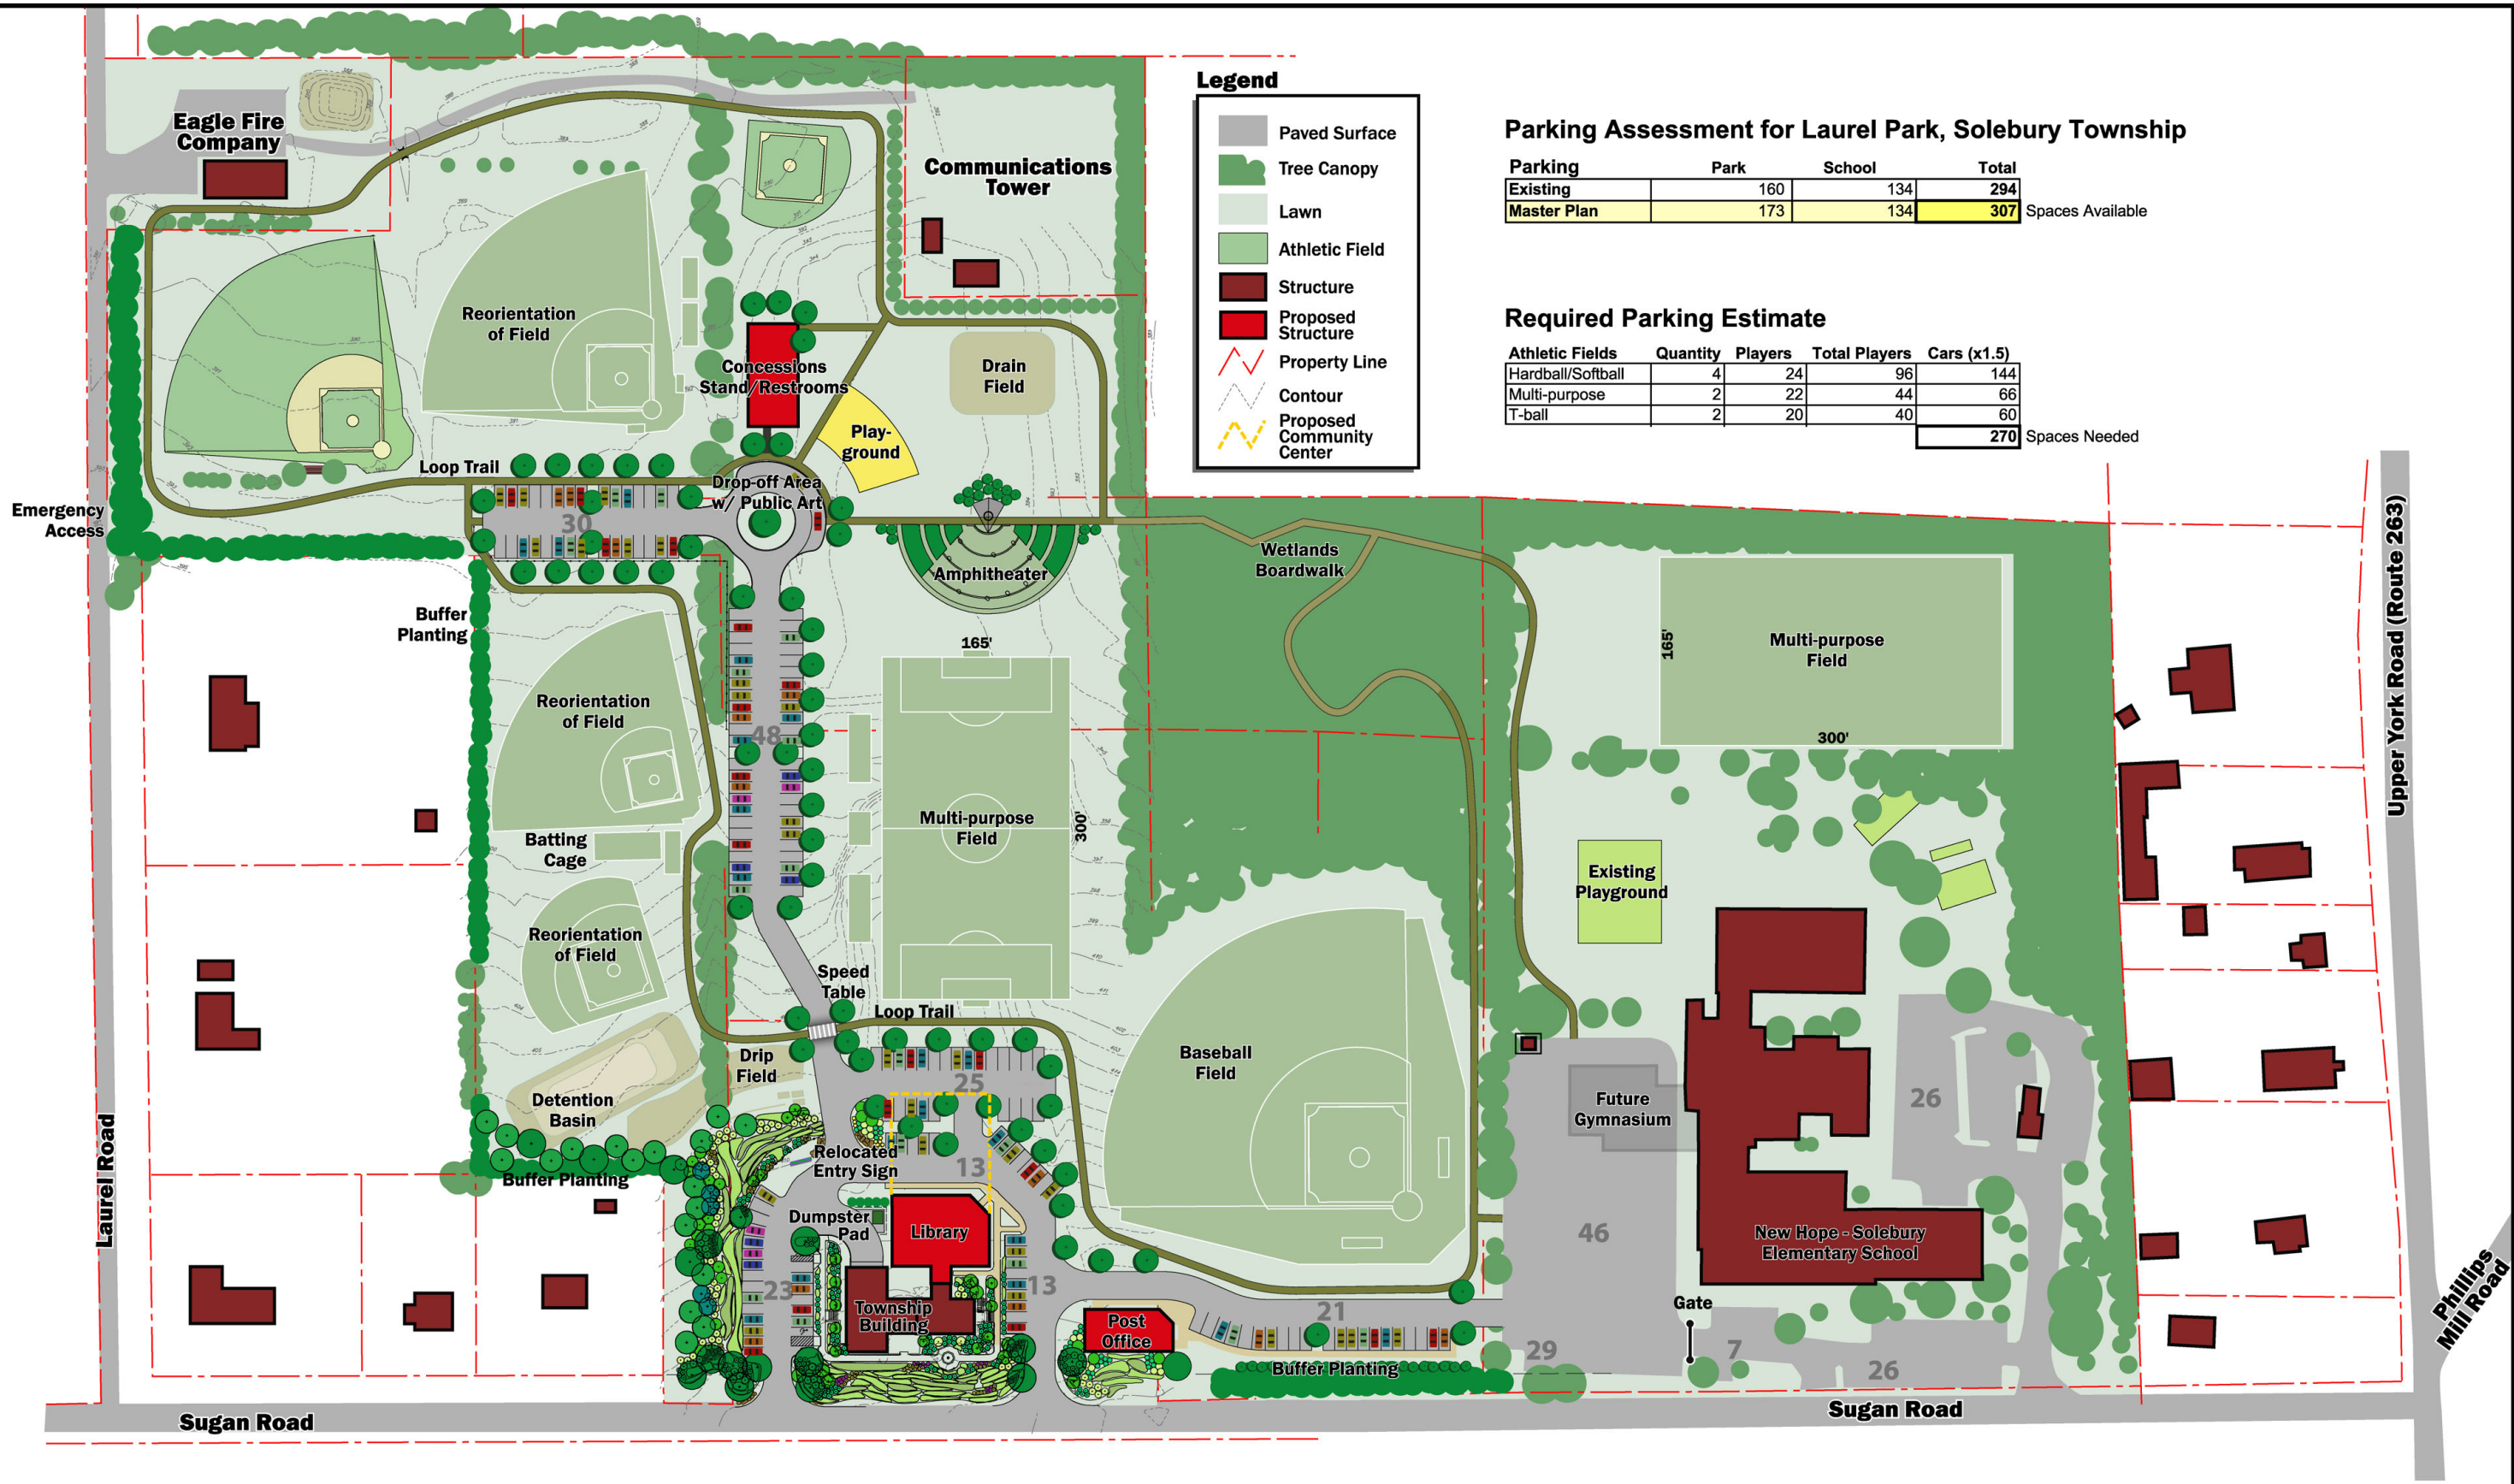 Eagle Fire
Company
Communications
Tower
Legend
Paved Surface
Tree Canopy
Lawn
Athletic Field
Structure
Proposed
Structure
Property Line
Contour
Proposed
Community
Center
Parking Assessment for Laurel Park, Solebury Township
Parking Park School Total
Existing 160 134 294
Master Plan 173 134 307 Spaces Available
Required Parking Estimate
Athletic Fields Quantity Players Total Players Cars (x1.5)
Hardball/Softball 4 24 96 144
Multi-purpose 2 22 44 66
T-ball 2 20 40 60
270 Spaces Needed
Reorientation
of Field
Concessions
Stand/Restrooms
Drain
Field
Play-
ground
Loop Trail
Drop-off Area
w/ Public Art
Emergency
Access
30
Amphitheater
Wetlands
Boardwalk
Buffer
Planting
165'
165'
Multi-purpose
Field
300'
Upper York Road (Route 263)
Reorientation
of Field
48
Multi-purpose
Field
300'
Batting
Cage
Existing
Playground
Reorientation
of Field
Speed
Table
Loop Trail
Drip
Field
25
Baseball
Field
Detention
Basin
Future
Gymnasium
26
Relocated
Entry Sign
13
Buffer Planting
Laurel Road
Dumpster
Pad
Library
46
New Hope - Solebury
Elementary School
23
13
Township
Building
Post
Office
21
Gate
29
7
26
Buffer Planting
Phillips
Mill Road
Sugan Road
Sugan Road